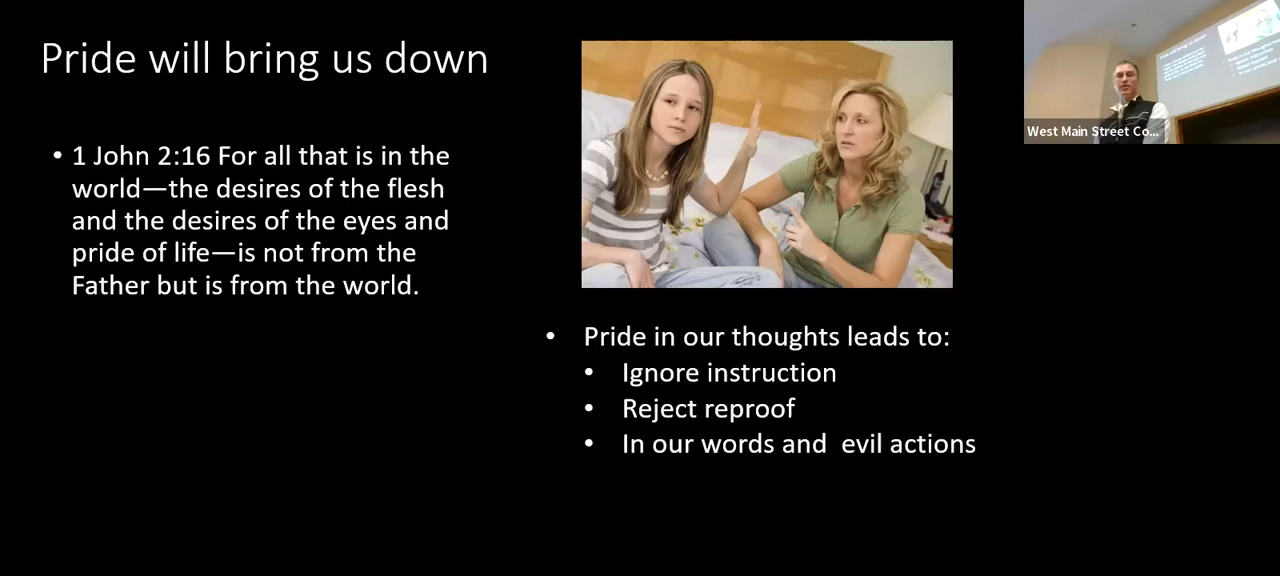 Pride will bring us down
• 1 John 2:16 For all that is in the
world—the desires of the flesh
and the desires of the eyes and
pride of life—is not from the
Father but is from the world.
• Pride in our thoughts leads to:
• Ignore instruction
• Reject reproof
• In our words and  evil actions
West Main Street Co...